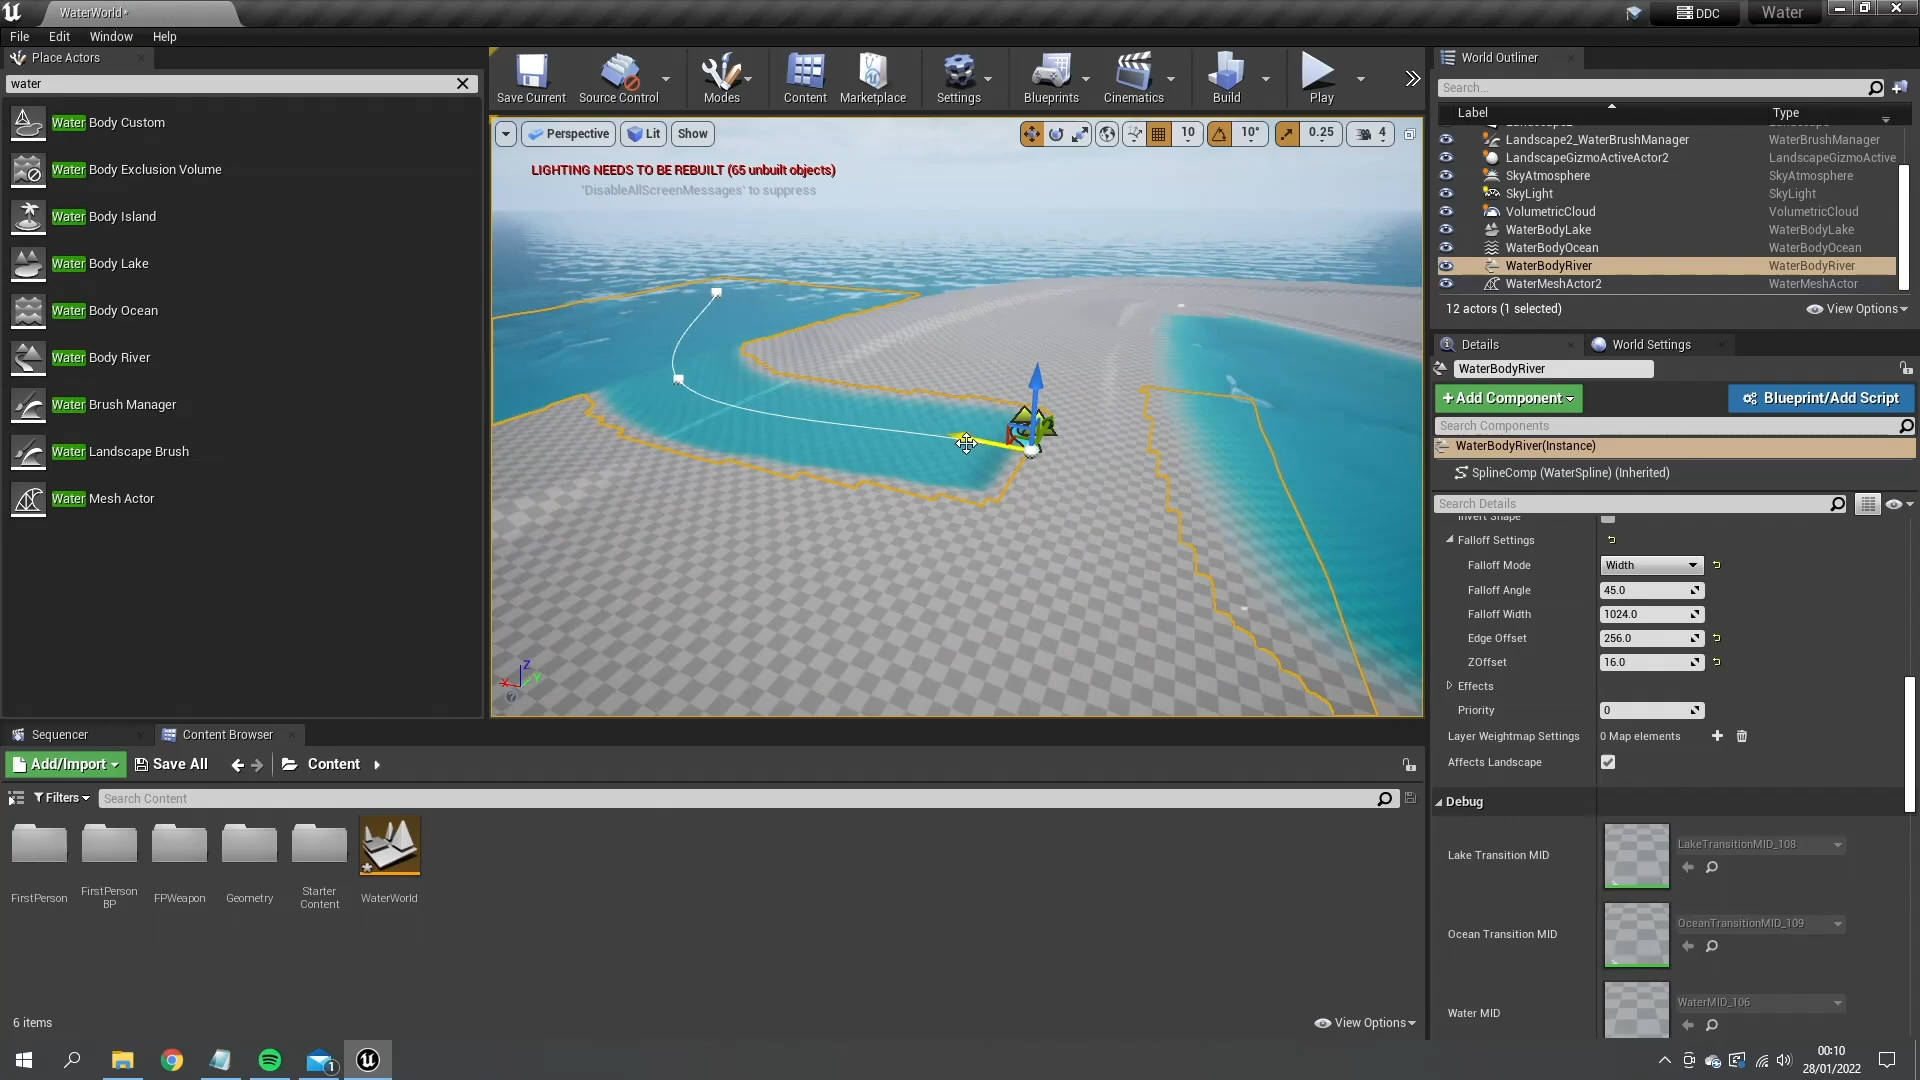 WaterWorld*
DDC
Water
File Edit Window Help
Place Actors
water
Water Body Custom
Water Body Exclusion Volume
Water Body Island
Water Body Lake
Water Body Ocean
Water Body River
Water Brush Manager
Water Landscape Brush
Water Mesh Actor
Save Current
Source Control
Modes
Content
Marketplace
Settings
Blueprints
Cinematics
Build
Play
Perspective
Lit
Show
10
10°
0.25
4
LIGHTING NEEDS TO BE REBUILT (65 unbuilt objects)
'DisableAllScreenMessages' to suppress
Z
X
Y
World Outliner
Search...
Label Type
Landscape2_WaterBrushManager WaterBrushManager
LandscapeGizmoActiveActor2 LandscapeGizmoActive
SkyAtmosphere SkyAtmosphere
SkyLight SkyLight
VolumetricCloud VolumetricCloud
WaterBodyLake WaterBodyLake
WaterBodyOcean WaterBodyOcean
WaterBodyRiver WaterBodyRiver
WaterMeshActor2 WaterMeshActor
12 actors (1 selected)
View Options
Details
World Settings
WaterBodyRiver
+Add Component
Blueprint/Add Script
Search Components
WaterBodyRiver(Instance)
SplineComp (WaterSpline) (Inherited)
Search Details
Invert Shape
Falloff Settings
Falloff Mode Width
Falloff Angle 45.0
Falloff Width 1024.0
Edge Offset 256.0
ZOffset 16.0
Effects
Priority 0
Layer Weightmap Settings 0 Map elements
Affects Landscape
Debug
Lake Transition MID LakeTransitionMID_108
Ocean Transition MID OceanTransitionMID_109
Water MID WaterMID_106
Sequencer
Content Browser
Add/Import
Save All
Content
Filters
Search Content
FirstPerson
FirstPerson
BP
FPWeapon
Geometry
Starter
Content
WaterWorld
6 items
View Options
1
00:10
28/01/2022